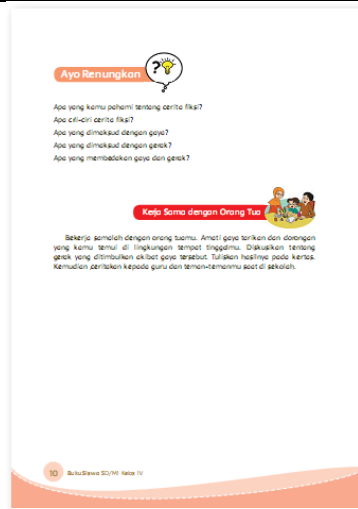 Ayo Renungkan
Apa yang kamu pahami tentang cerita fiksi?
Apa ciri-ciri cerita fiksi?
Apa yang dimaksud dengan gaya?
Apa yang dimaksud dengan gerak?
Apa yang membedakan gaya dan gerak?
Kerja Sama dengan Orang Tua
Bekerja samalah dengan orang tuamu. Amati gaya tarikan dan dorongan
yang kamu temui di lingkungan tempat tinggalmu. Diskusikan tentang
gerak yang ditimbulkan akibat gaya tersebut. Tuliskan hasilnya pada kertas.
Kemudian ceritakan kepada guru dan teman-temanmu saat di sekolah.
10 Buku Siswa SD/MI Kelas IV